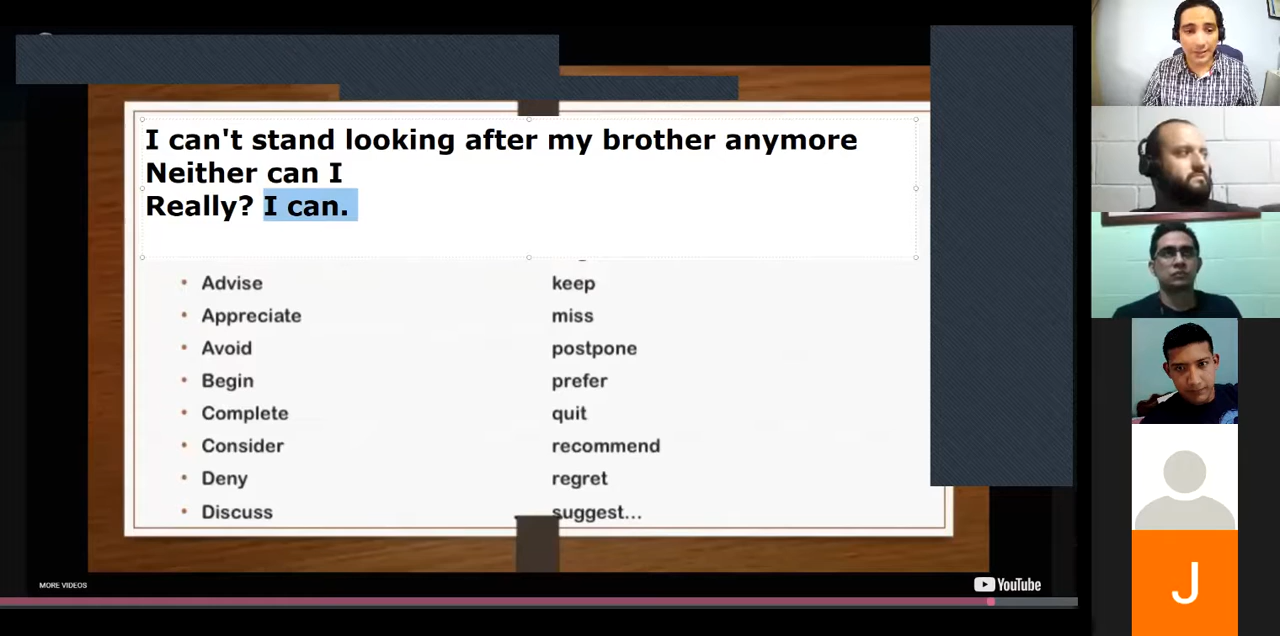 I can't stand looking after my brother anymore
Neither can I
Really? I can.
• Advise
• Appreciate
• Avoid
• Begin
• Complete
• Consider
• Deny
• Discuss
keep
miss
postpone
prefer
quit
recommend
regret
suggest...
MORE VIDEOS
YouTube
J